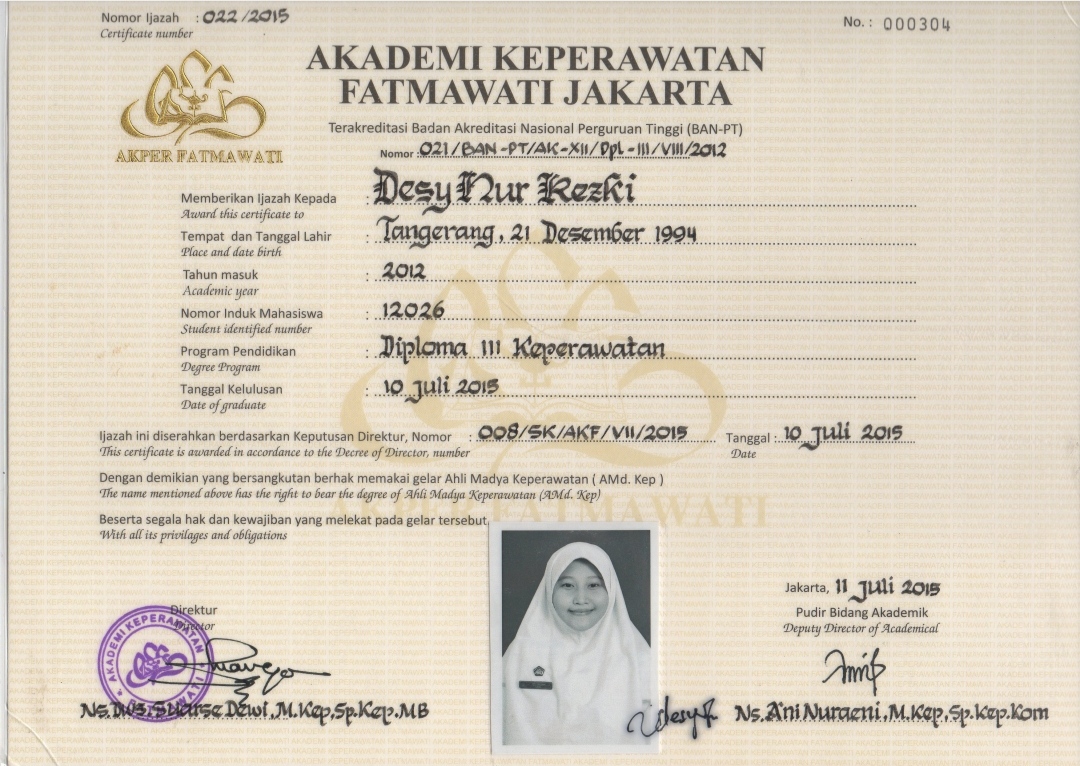 Nomor Ijazah : 022/2015
Certificate number
No. : 000304
AKADEMI KEPERAWATAN
FATMAWATI JAKARTA
AKPER FATMAWATI
Terakreditasi Badan Akreditasi Nasional Perguruan Tinggi (BAN-PT)
Nomor : 021/BAN-PT/AK-XII/Dpl-III/VIII/2012
Memberikan Ijazah Kepada : Desy Nur Rezki
Award this certificate to
Tempat dan Tanggal Lahir : Tangerang, 21 Desember 1994
Place and date birth
Tahun masuk : 2012
Academic year
Nomor Induk Mahasiswa : 12026
Student identified number
Program Pendidikan : Diploma III Keperawatan
Degree Program
Tanggal Kelulusan : 10 Juli 2015
Date of graduate
Ijazah ini diserahkan berdasarkan Keputusan Direktur, Nomor : 008/SK/AKF/VII/2015 Tanggal : 10 Juli 2015
This certificate is awarded in accordance to the Decree of Director, number Date
Dengan demikian yang bersangkutan berhak memakai gelar Ahli Madya Keperawatan ( AMd. Kep )
The name mentioned above has the right to bear the degree of Ahli Madya Keperawatan (AMd. Kep)
AKPER FATMAWATI
Beserta segala hak dan kewajiban yang melekat pada gelar tersebut
With all its privilages and obligations
Jakarta, 11 Juli 2015
Direktur
Director
Pudir Bidang Akademik
Deputy Director of Academical
AKADEMI KEPERAWATAN
Ns. DWS. Suarse Dewi, M.Kep, Sp.Kep.MB
Ns. Ani Nuraeni, M.Kep, Sp.Kep.Kom